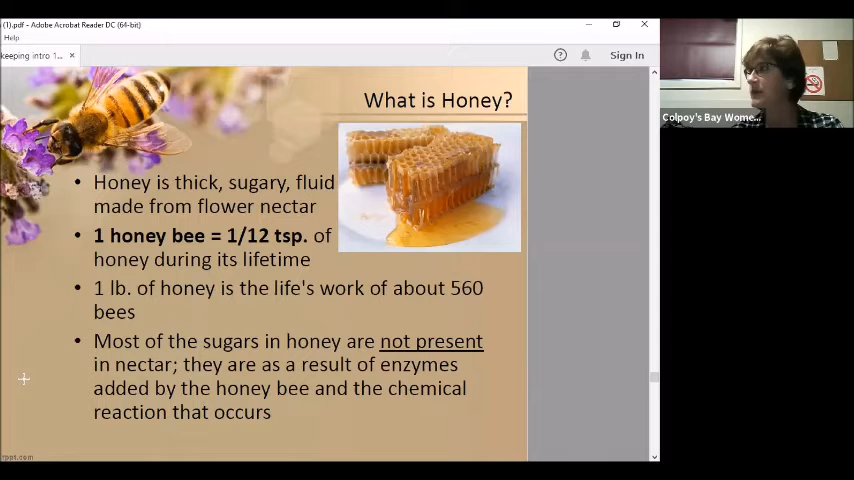 (1).pdf - Adobe Acrobat Reader DC (64-bit)
Help
keeping intro 1... ×
Sign In
What is Honey?
• Honey is thick, sugary, fluid
made from flower nectar
• 1 honey bee = 1/12 tsp. of
honey during its lifetime
• 1 lb. of honey is the life's work of about 560
bees
• Most of the sugars in honey are not present
in nectar; they are as a result of enzymes
added by the honey bee and the chemical
reaction that occurs
Colpoy's Bay Wome...